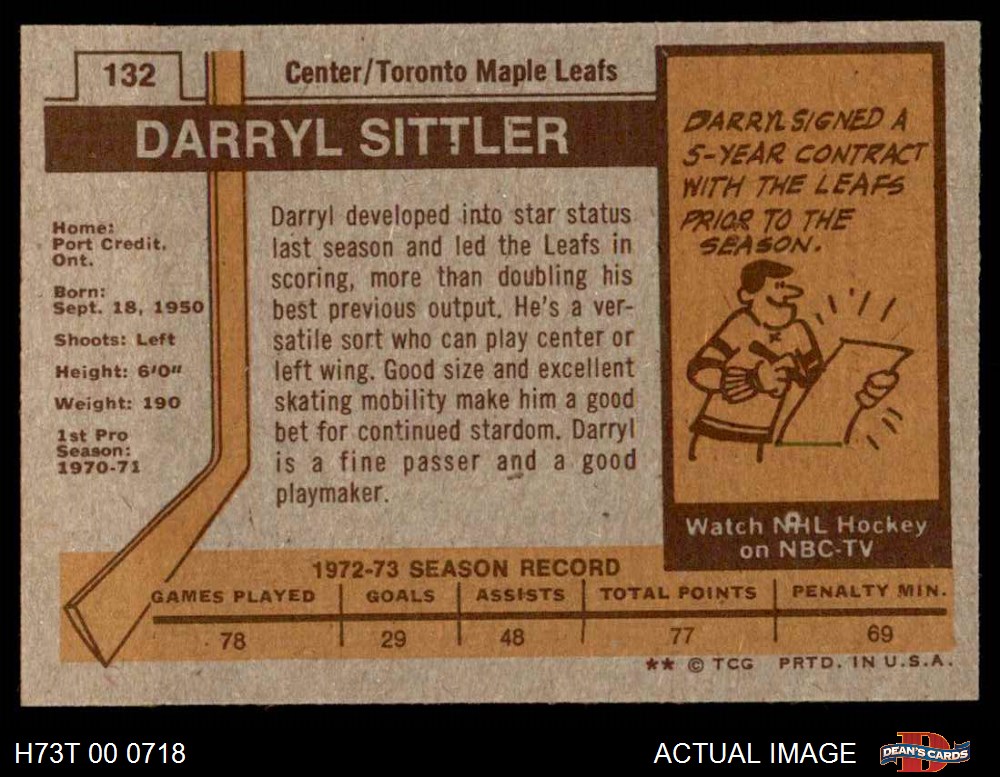 132
Center/Toronto Maple Leafs
DARRYL SITTLER
Home:
Port Credit,
Ont.
Born:
Sept. 18, 1950
Shoots: Left
Height: 6'0"
Weight: 190
1st Pro
Season:
1970-71
Darryl developed into star status
last season and led the Leafs in
scoring, more than doubling his
best previous output. He's a ver-
satile sort who can play center or
left wing. Good size and excellent
skating mobility make him a good
bet for continued stardom. Darryl
is a fine passer and a good
playmaker.
DARRYL SIGNED A
5-YEAR CONTRACT
WITH THE LEAFS
PRIOR TO THE
SEASON.
Watch NHL Hockey
on NBC-TV
1972-73 SEASON RECORD
GAMES PLAYED GOALS ASSISTS TOTAL POINTS PENALTY MIN.
78 29 48 77 69
** © TCG PRTD. IN U.S.A.
H73T 00 0718
ACTUAL IMAGE
DEAN'S CARDS